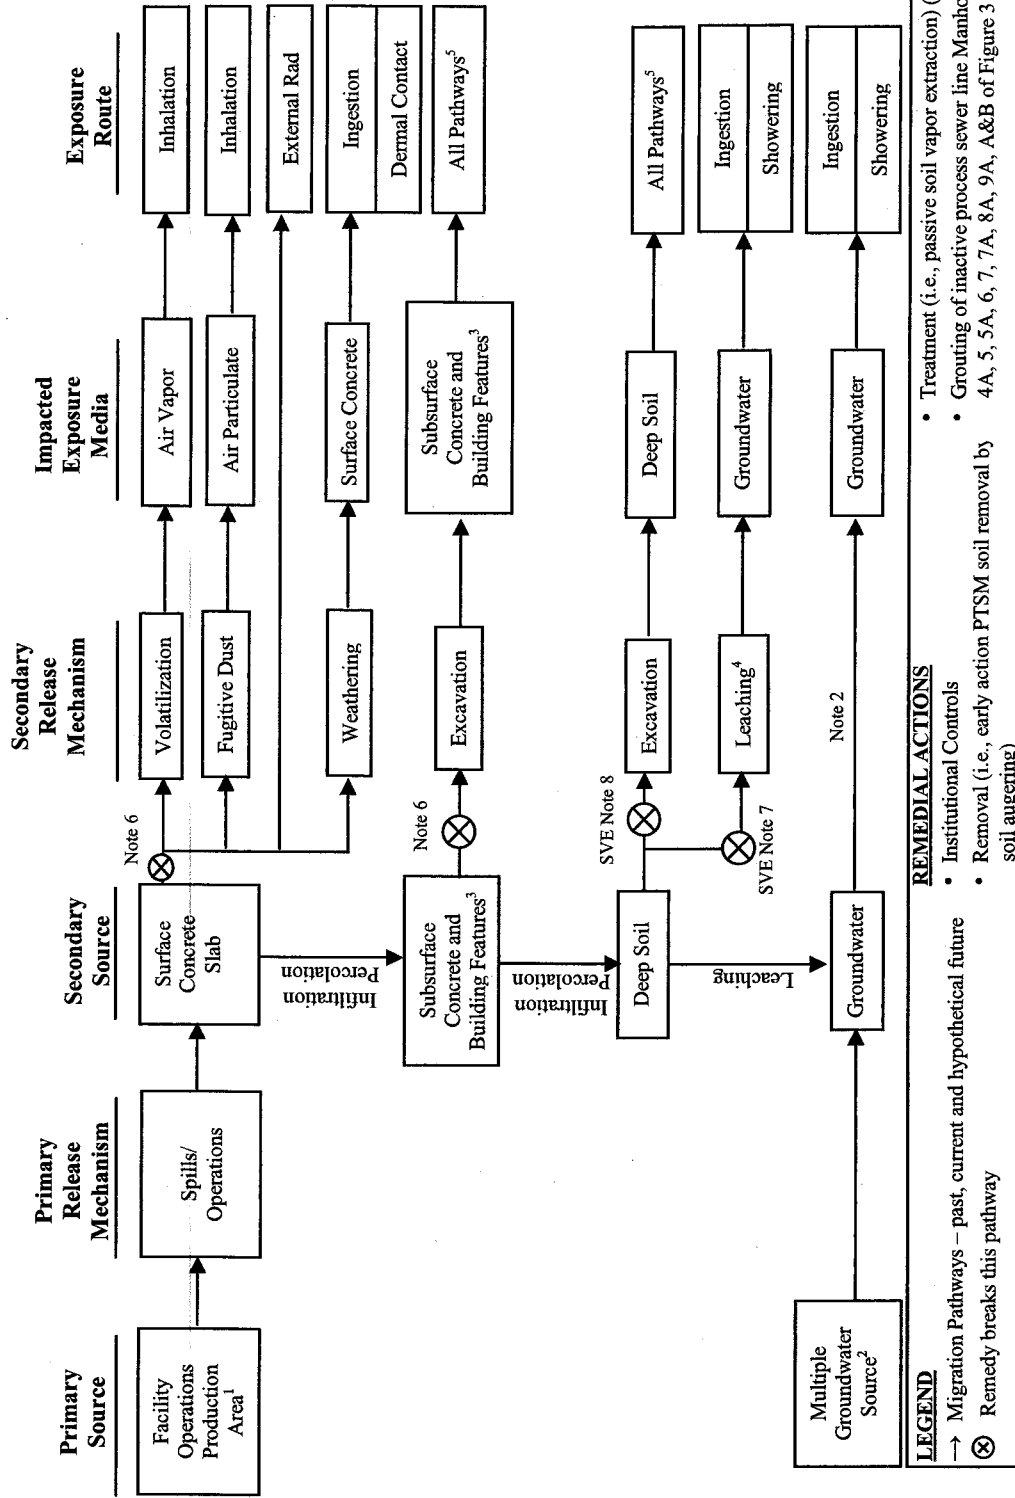 Primary
Source
Primary
Release
Mechanism
Secondary
Source
Secondary
Release
Mechanism
Impacted
Exposure
Media
Exposure
Route
Facility
Operations
Production
Area¹
Spills/
Operations
Surface
Concrete
Slab
Note 6
Volatilization
Air Vapor
Inhalation
Fugitive Dust
Air Particulate
Inhalation
External Rad
Weathering
Surface Concrete
Ingestion
Dermal Contact
Infiltration
Percolation
Subsurface
Concrete and
Building Features³
Note 6
Excavation
Subsurface
Concrete and
Building Features³
All Pathways⁵
Infiltration
Percolation
Deep Soil
SVE Note 8
Excavation
Deep Soil
All Pathways⁵
SVE Note 7
Leaching⁴
Groundwater
Ingestion
Showering
Leaching
Multiple
Groundwater
Source²
Groundwater
Note 2
Groundwater
Ingestion
Showering
LEGEND
→ Migration Pathways – past, current and hypothetical future
⊗ Remedy breaks this pathway
REMEDIAL ACTIONS
• Institutional Controls
• Removal (i.e., early action PTSM soil removal by
soil augering)
• Treatment (i.e., passive soil vapor extraction) (
• Grouting of inactive process sewer line Manho
4A, 5, 5A, 6, 7, 7A, 8A, 9A, A&B of Figure 3